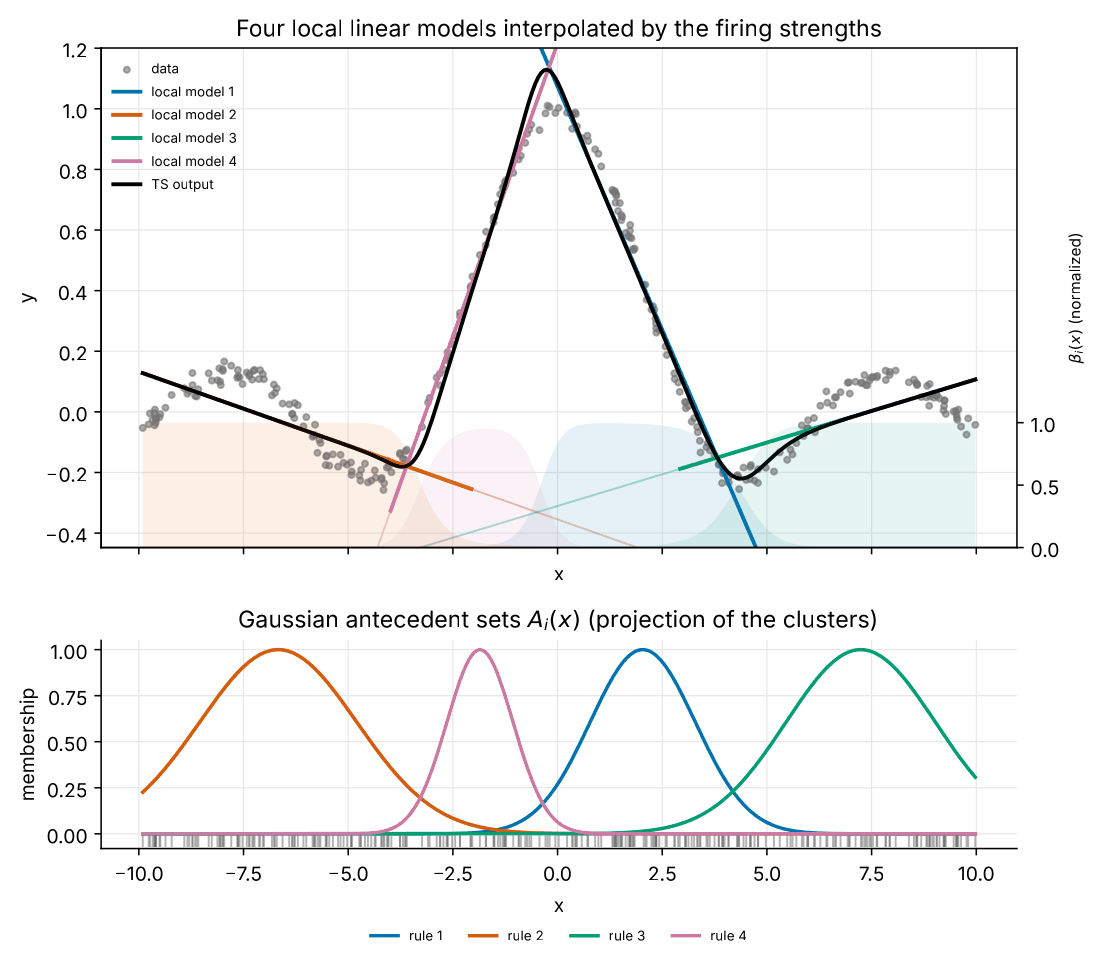 Four local linear models interpolated by the firing strengths
data
local model 1
local model 2
local model 3
local model 4
TS output
1.2
1.0
0.8
0.6
0.4
0.2
0.0
−0.2
−0.4
y
1.0
0.5
0.0
βi(x) (normalized)
x
Gaussian antecedent sets Ai(x) (projection of the clusters)
1.00
0.75
0.50
0.25
0.00
membership
−10.0 −7.5 −5.0 −2.5 0.0 2.5 5.0 7.5 10.0
x
rule 1 rule 2 rule 3 rule 4